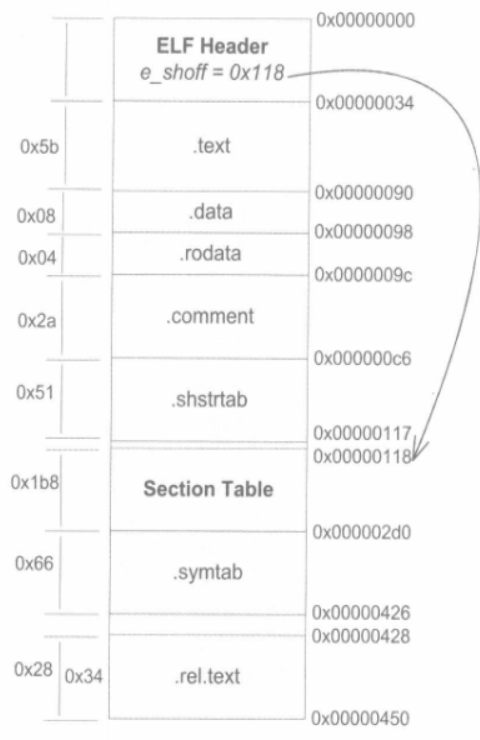 0x00000000
ELF Header
e_shoff = 0x118
0x00000034
0x5b .text
0x00000090
0x08 .data
0x00000098
0x04 .rodata
0x0000009c
0x2a .comment
0x000000c6
0x51 .shstrtab
0x00000117
0x00000118
0x1b8 Section Table
0x000002d0
0x66 .symtab
0x00000426
0x00000428
0x28 0x34 .rel.text
0x00000450